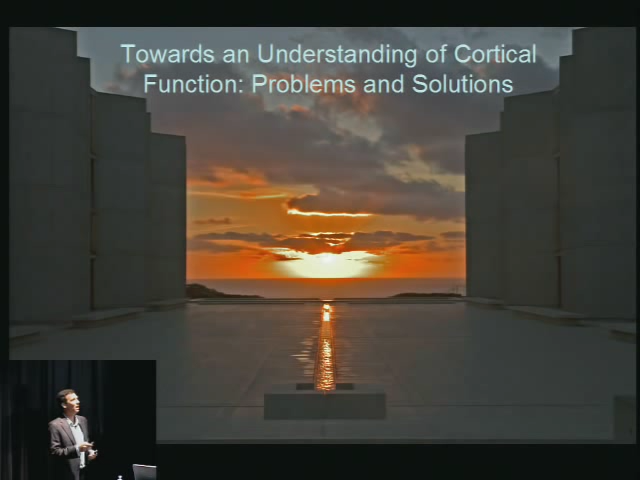 Towards an Understanding of Cortical
Function: Problems and Solutions